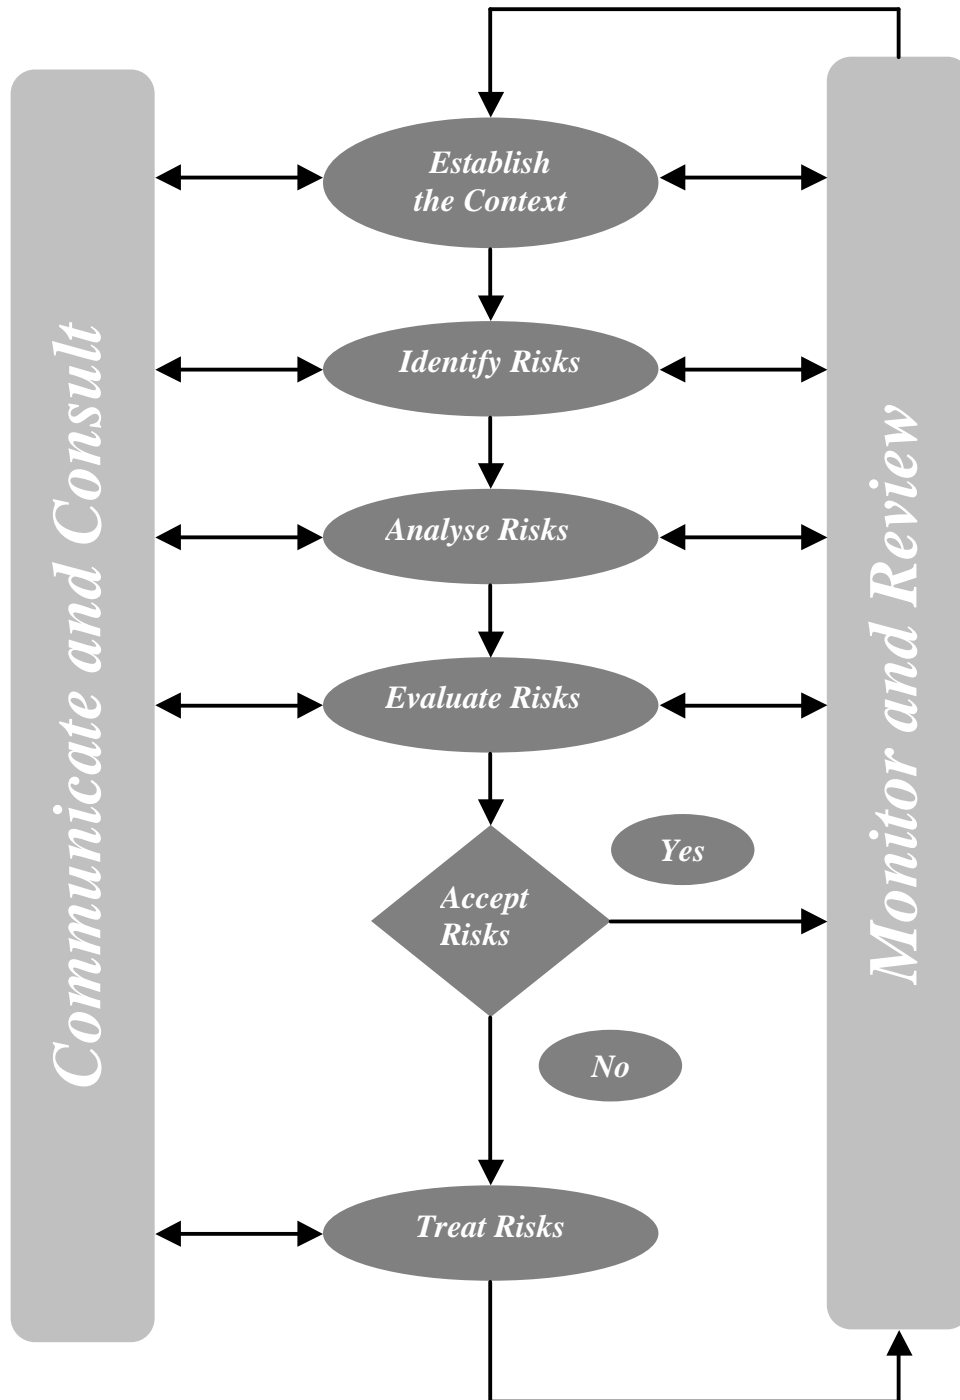 Communicate and Consult
Establish
the Context
Identify Risks
Analyse Risks
Evaluate Risks
Accept
Risks
Yes
No
Treat Risks
Monitor and Review